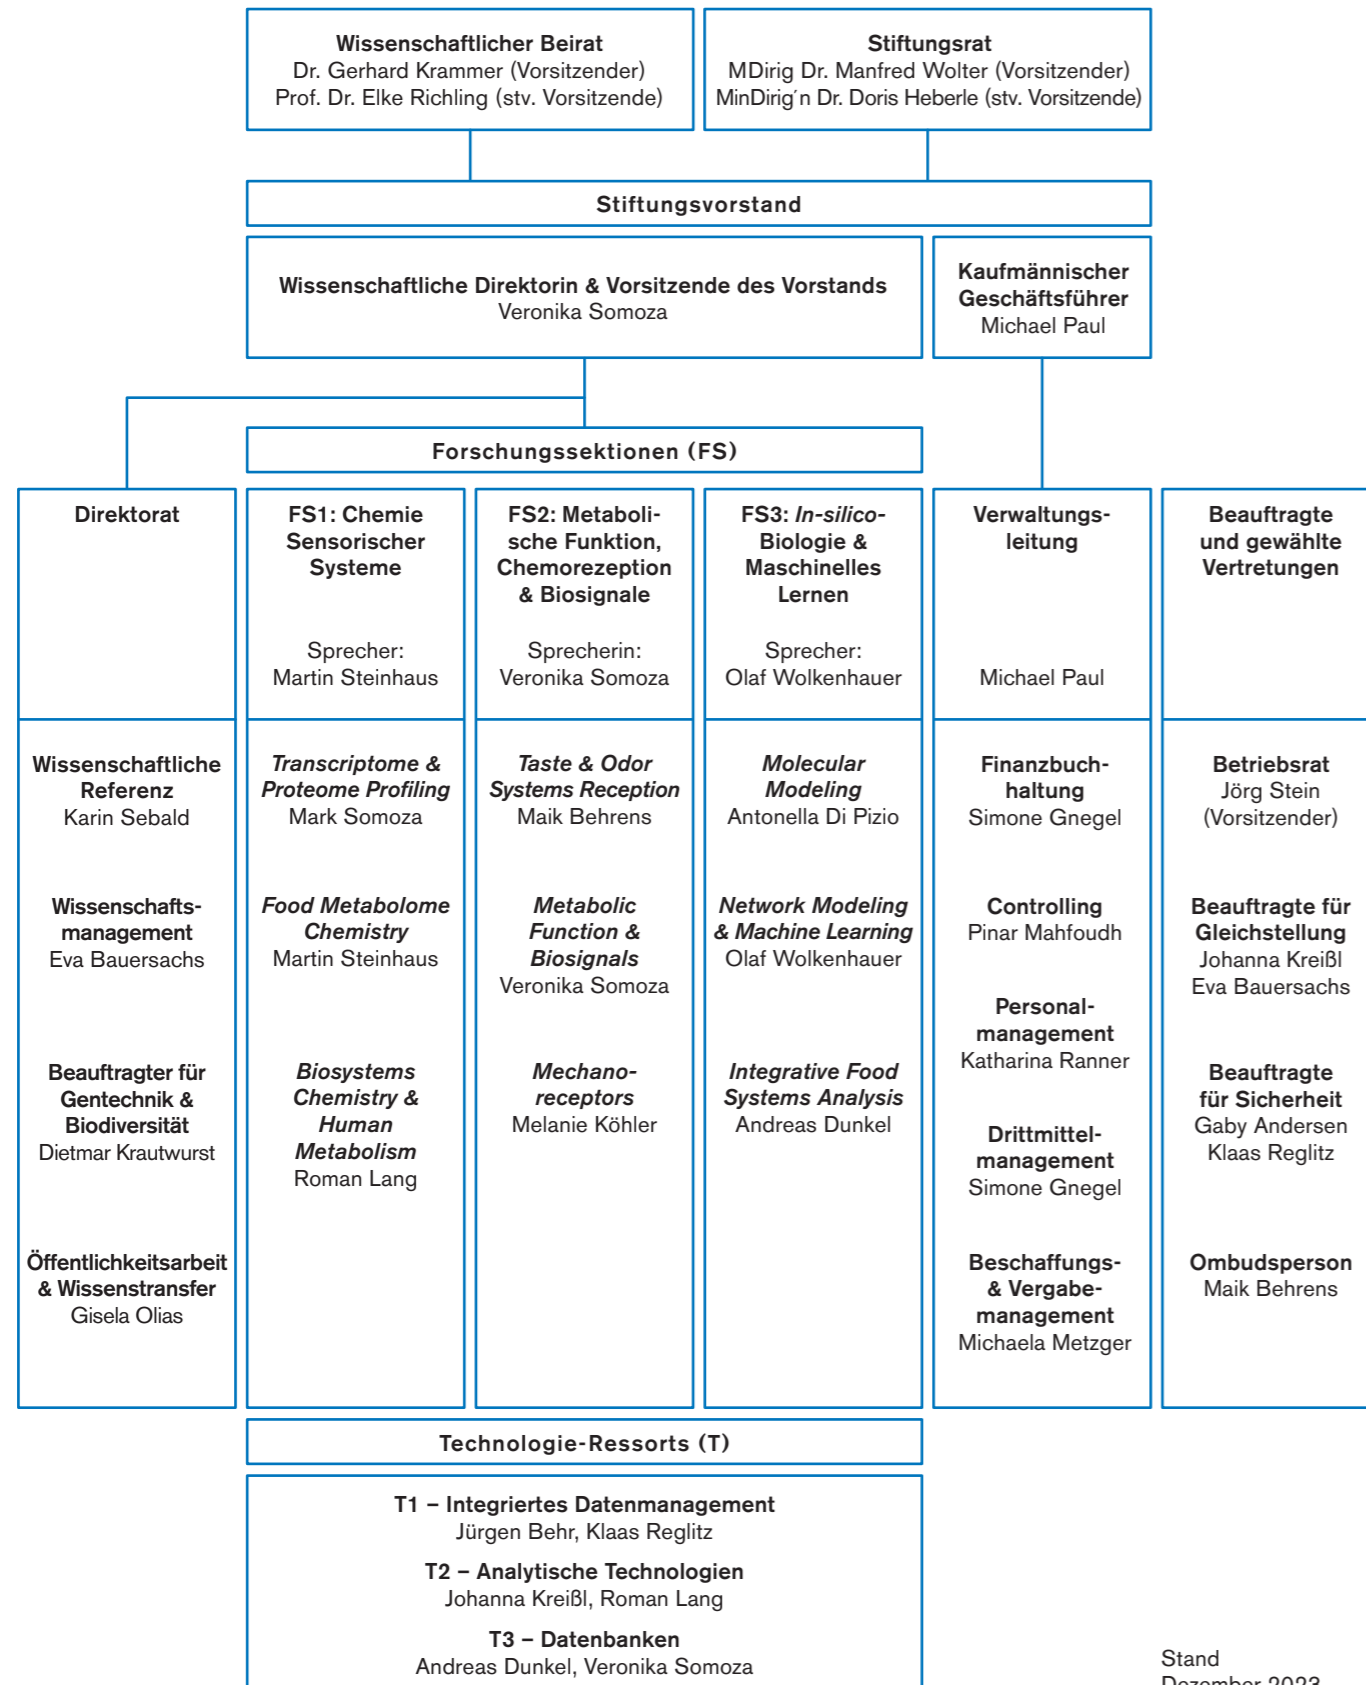 Wissenschaftlicher Beirat
Dr. Gerhard Krammer (Vorsitzender)
Prof. Dr. Elke Richling (stv. Vorsitzende)
Stiftungsrat
MDirig Dr. Manfred Wolter (Vorsitzender)
MinDirig´n Dr. Doris Heberle (stv. Vorsitzende)
Stiftungsvorstand
Wissenschaftliche Direktorin & Vorsitzende des Vorstands
Veronika Somoza
Kaufmännischer
Geschäftsführer
Michael Paul
Forschungssektionen (FS)
Direktorat
FS1: Chemie
Sensorischer
Systeme
Sprecher:
Martin Steinhaus
FS2: Metaboli-
sche Funktion,
Chemorezeption
& Biosignale
Sprecherin:
Veronika Somoza
FS3: In-silico-
Biologie &
Maschinelles
Lernen
Sprecher:
Olaf Wolkenhauer
Verwaltungs-
leitung
Michael Paul
Beauftragte
und gewählte
Vertretungen
Wissenschaftliche
Referenz
Karin Sebald
Wissenschafts-
management
Eva Bauersachs
Beauftragter für
Gentechnik &
Biodiversität
Dietmar Krautwurst
Öffentlichkeitsarbeit
& Wissenstransfer
Gisela Olias
Transcriptome &
Proteome Profiling
Mark Somoza
Food Metabolome
Chemistry
Martin Steinhaus
Biosystems
Chemistry &
Human
Metabolism
Roman Lang
Taste & Odor
Systems Reception
Maik Behrens
Metabolic
Function &
Biosignals
Veronika Somoza
Mechano-
receptors
Melanie Köhler
Molecular
Modeling
Antonella Di Pizio
Network Modeling
& Machine Learning
Olaf Wolkenhauer
Integrative Food
Systems Analysis
Andreas Dunkel
Finanzbuch-
haltung
Simone Gnegel
Controlling
Pinar Mahfoudh
Personal-
management
Katharina Ranner
Drittmittel-
management
Simone Gnegel
Beschaffungs-
& Vergabe-
management
Michaela Metzger
Betriebsrat
Jörg Stein
(Vorsitzender)
Beauftragte für
Gleichstellung
Johanna Kreißl
Eva Bauersachs
Beauftragte
für Sicherheit
Gaby Andersen
Klaas Reglitz
Ombudsperson
Maik Behrens
Technologie-Ressorts (T)
T1 – Integriertes Datenmanagement
Jürgen Behr, Klaas Reglitz
T2 – Analytische Technologien
Johanna Kreißl, Roman Lang
T3 – Datenbanken
Andreas Dunkel, Veronika Somoza
Stand
Dezember 2023